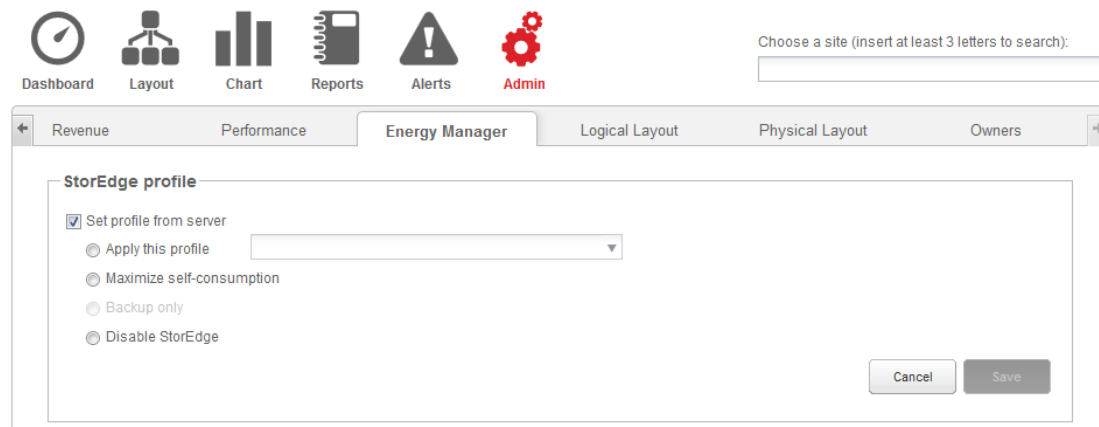 Dashboard Layout Chart Reports Alerts Admin
Choose a site (insert at least 3 letters to search):
Revenue Performance Energy Manager Logical Layout Physical Layout Owners
StorEdge profile
Set profile from server
Apply this profile
Maximize self-consumption
Backup only
Disable StorEdge
Cancel Save